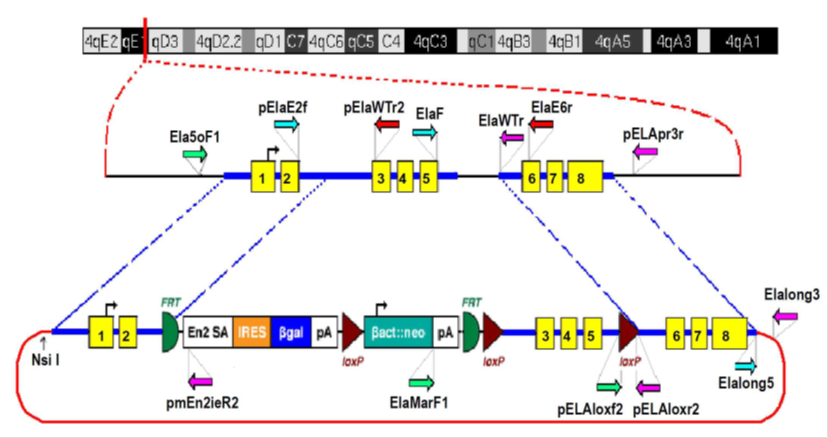 4qE2 qE1 qD3 4qD2.2 qD1 C7 4qC6 qC5 C4 4qC3 qC1 4qB3 4qB1 4qA5 4qA3 4qA1
pElaE2f pElaWTr2 ElaF ElaWTr ElaE6r
Ela5oF1 pELApr3r
1 2 3 4 5 6 7 8
FRT FRT Elalong3
1 2 En2 SA IRES βgal pA βact::neo pA 3 4 5 6 7 8
Nsi I loxP loxP loxP
pmEn2ieR2 ElaMarF1 pELAloxf2 pELAloxr2 Elalong5